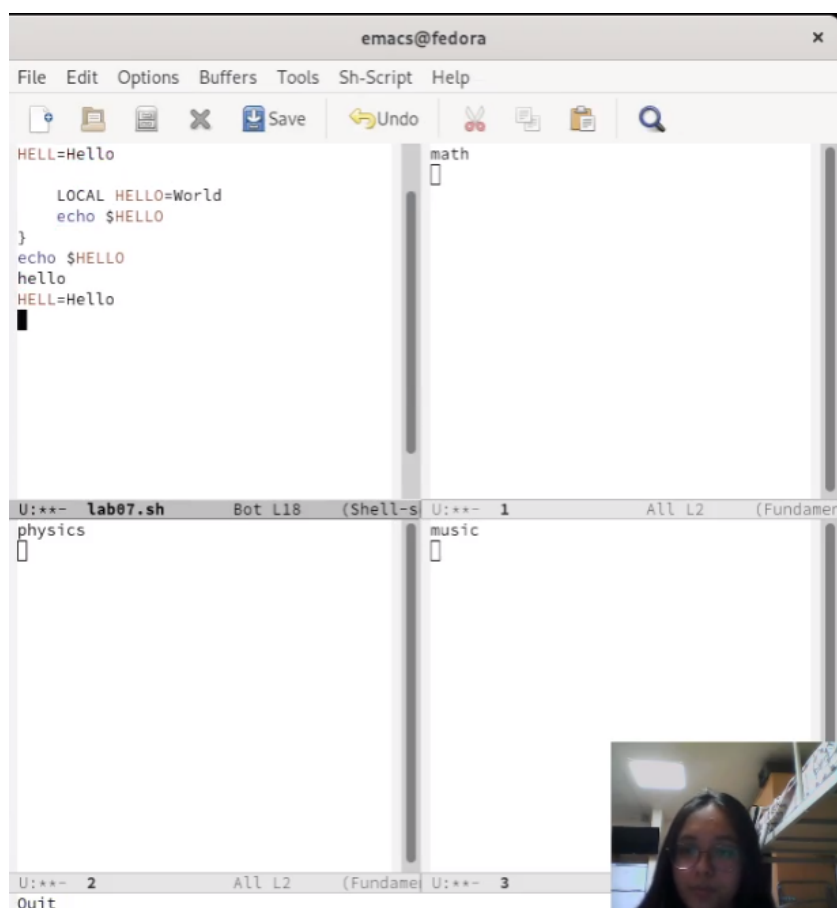 emacs@fedora
File Edit Options Buffers Tools Sh-Script Help
Save Undo
HELL=Hello
LOCAL HELLO=World
echo $HELLO
}
echo $HELLO
hello
HELL=Hello
U:**- lab07.sh Bot L18 (Shell-s
math
U:**- 1 All L2 (Fundamen
physics
U:**- 2 All L2 (Fundame
music
U:**- 3
Quit